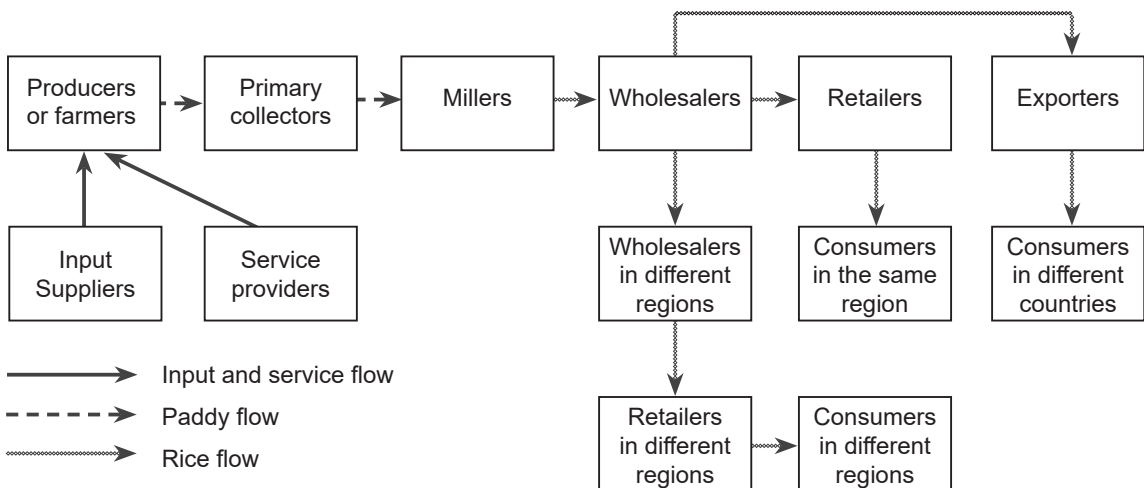 Producers
or farmers
Primary
collectors
Millers
Wholesalers
Retailers
Exporters
Input
Suppliers
Service
providers
Wholesalers
in different
regions
Consumers
in the same
region
Consumers
in different
countries
Input and service flow
Paddy flow
Rice flow
Retailers
in different
regions
Consumers
in different
regions